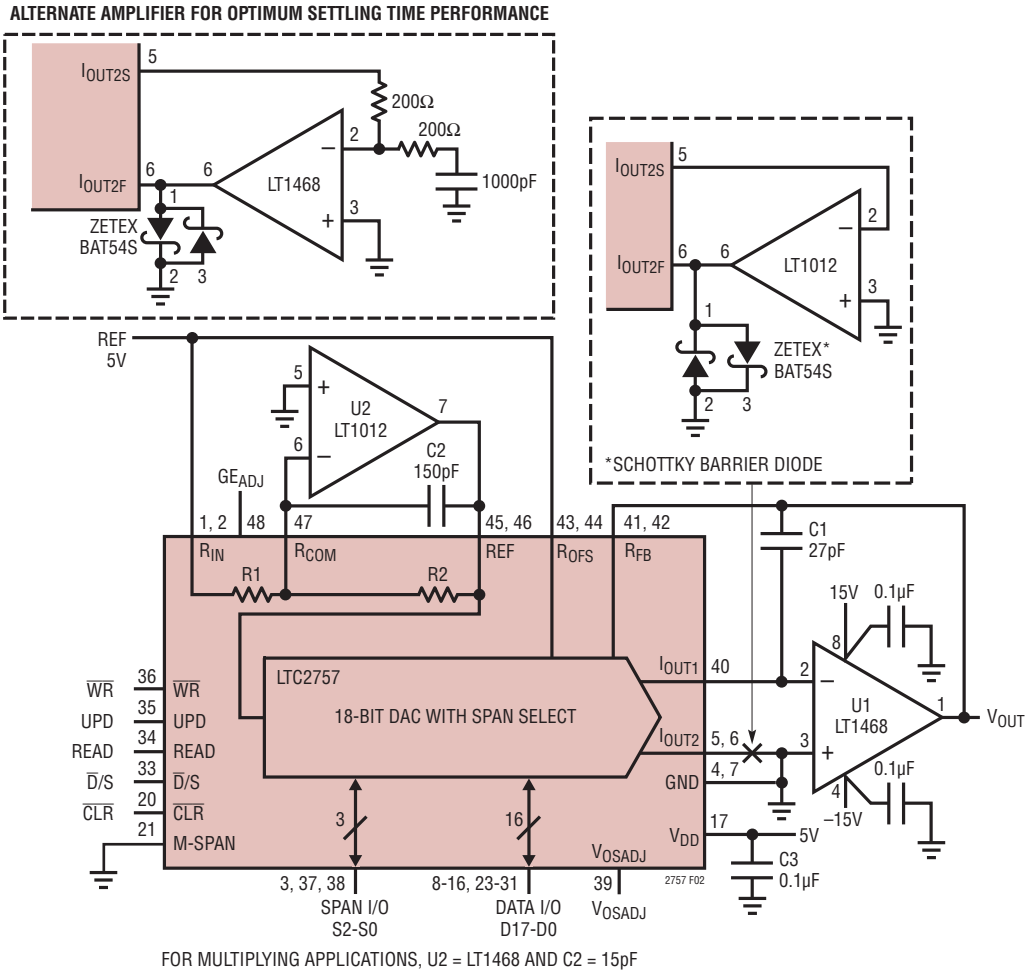 ALTERNATE AMPLIFIER FOR OPTIMUM SETTLING TIME PERFORMANCE
5
IOUT2S
200Ω
200Ω
2
–
LT1468
1000pF
6
6
IOUT2F
1
3
+
ZETEX
BAT54S
2
3
5
IOUT2S
2
–
LT1012
6
6
IOUT2F
3
+
1
ZETEX*
BAT54S
2
3
*SCHOTTKY BARRIER DIODE
REF
5V
5
+
U2
LT1012
7
6
–
C2
150pF
GEADJ
1, 2
48
47
45, 46
43, 44
41, 42
RIN
RCOM
REF
ROFS
RFB
R1
R2
C1
27pF
15V
0.1µF
8
LTC2757
18-BIT DAC WITH SPAN SELECT
IOUT1
40
2
–
U1
LT1468
1
VOUT
IOUT2
5, 6
3
+
GND
4, 7
4
–15V
0.1µF
WR
36
WR
UPD
35
UPD
READ
34
READ
D/S
33
D/S
CLR
20
CLR
21
M-SPAN
3
16
VDD
17
5V
C3
0.1µF
VOSADJ
2757 F02
3, 37, 38
SPAN I/O
S2-S0
8-16, 23-31
DATA I/O
D17-D0
39
VOSADJ
FOR MULTIPLYING APPLICATIONS, U2 = LT1468 AND C2 = 15pF